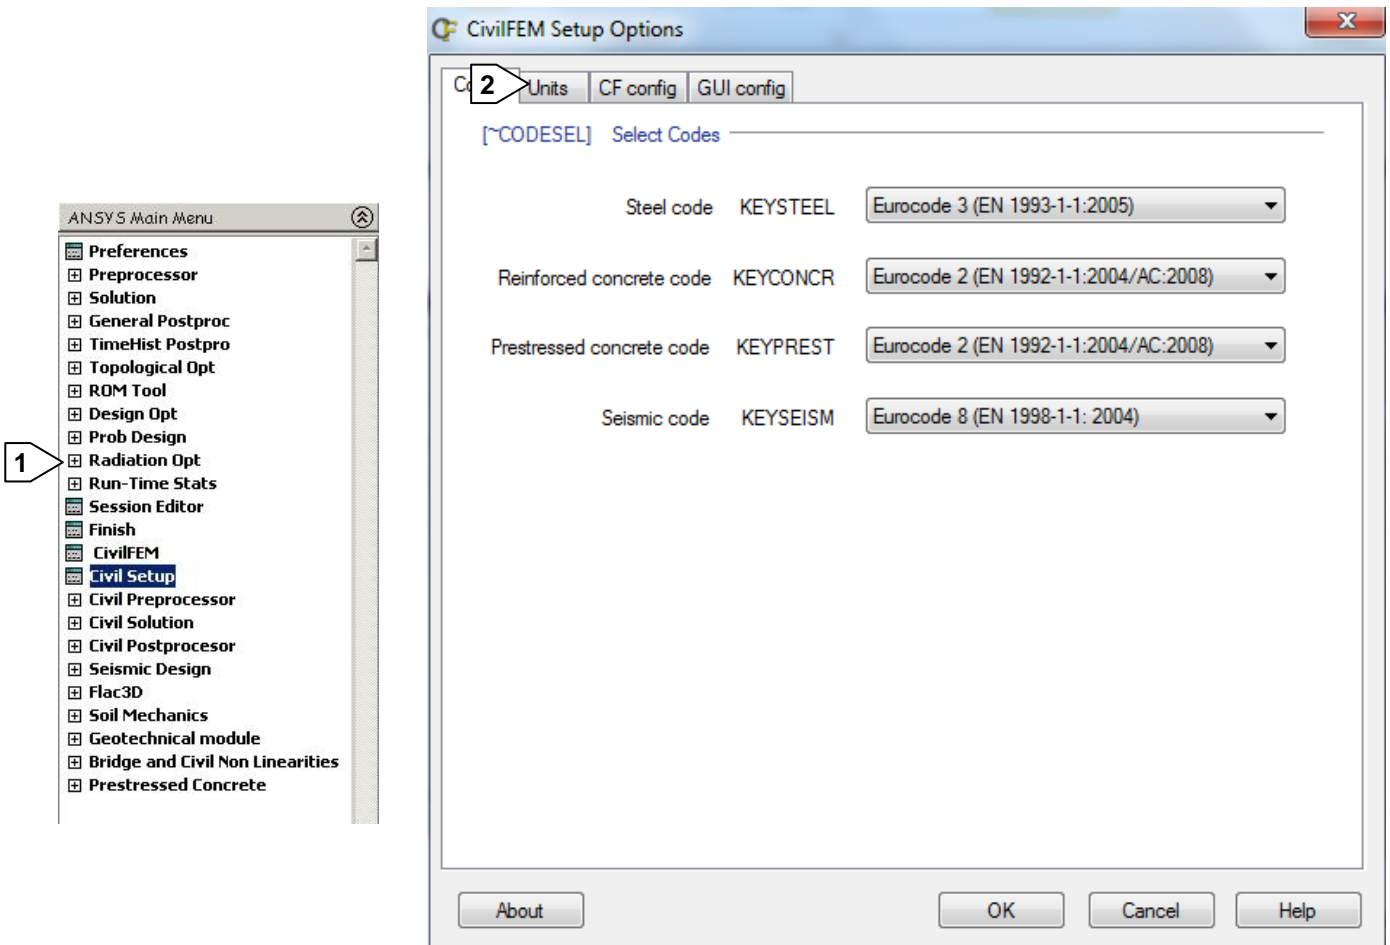 CivilFEM Setup Options
x
2
Units
CF config
GUI config
[~CODESEL] Select Codes
Steel code KEYSTEEL Eurocode 3 (EN 1993-1-1:2005)
Reinforced concrete code KEYCONCR Eurocode 2 (EN 1992-1-1:2004/AC:2008)
Prestressed concrete code KEYPREST Eurocode 2 (EN 1992-1-1:2004/AC:2008)
Seismic code KEYSEISM Eurocode 8 (EN 1998-1-1: 2004)
About
OK
Cancel
Help
ANSYS Main Menu
Preferences
Preprocessor
Solution
General Postproc
TimeHist Postpro
Topological Opt
ROM Tool
Design Opt
Prob Design
1
Radiation Opt
Run-Time Stats
Session Editor
Finish
CivilFEM
Civil Setup
Civil Preprocessor
Civil Solution
Civil Postprocesor
Seismic Design
Flac3D
Soil Mechanics
Geotechnical module
Bridge and Civil Non Linearities
Prestressed Concrete